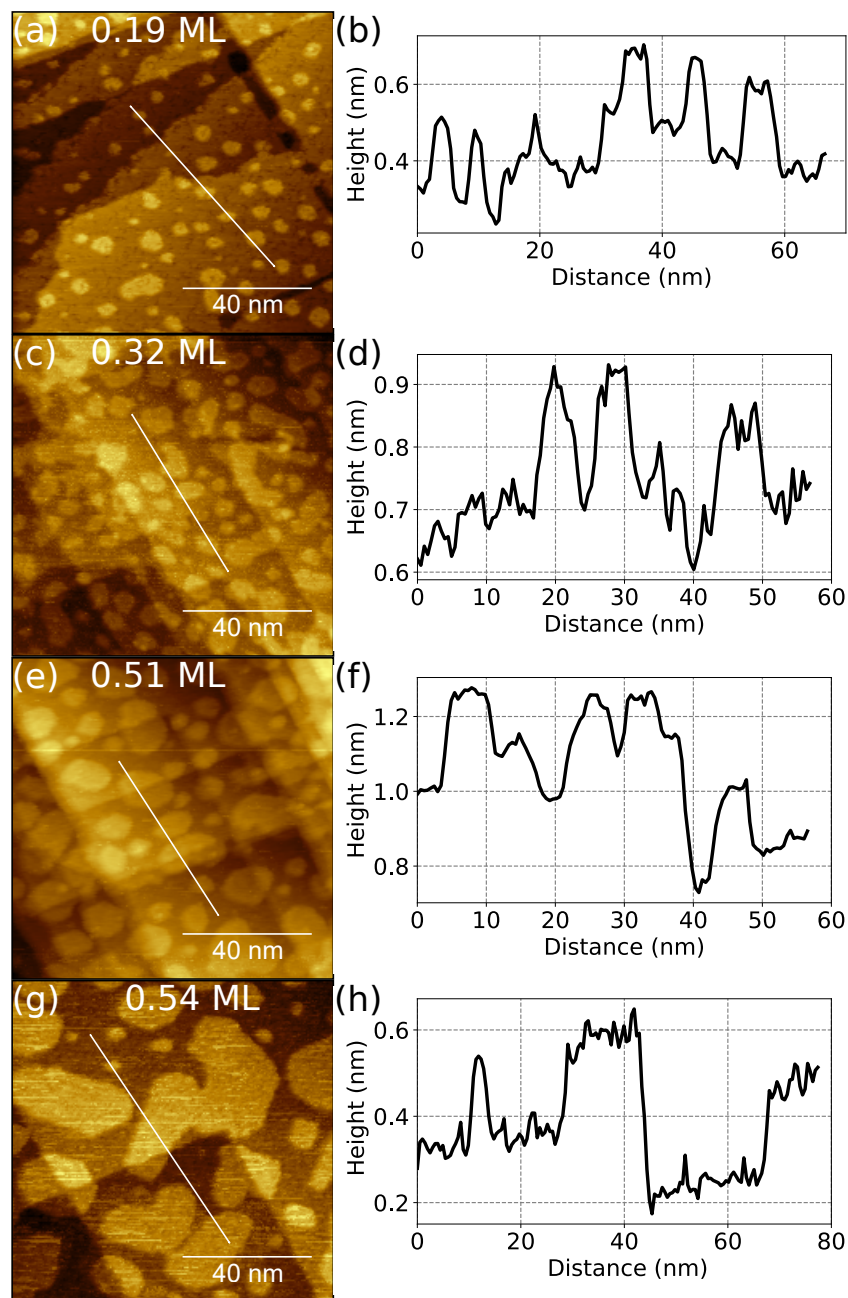 (a) 0.19 ML
40 nm
(b)
Height (nm)
0.6
0.4
0 20 40 60
Distance (nm)
(c) 0.32 ML
40 nm
(d)
Height (nm)
0.9
0.8
0.7
0.6
0 10 20 30 40 50 60
Distance (nm)
(e) 0.51 ML
40 nm
(f)
Height (nm)
1.2
1.0
0.8
0 10 20 30 40 50 60
Distance (nm)
(g) 0.54 ML
40 nm
(h)
Height (nm)
0.6
0.4
0.2
0 20 40 60 80
Distance (nm)